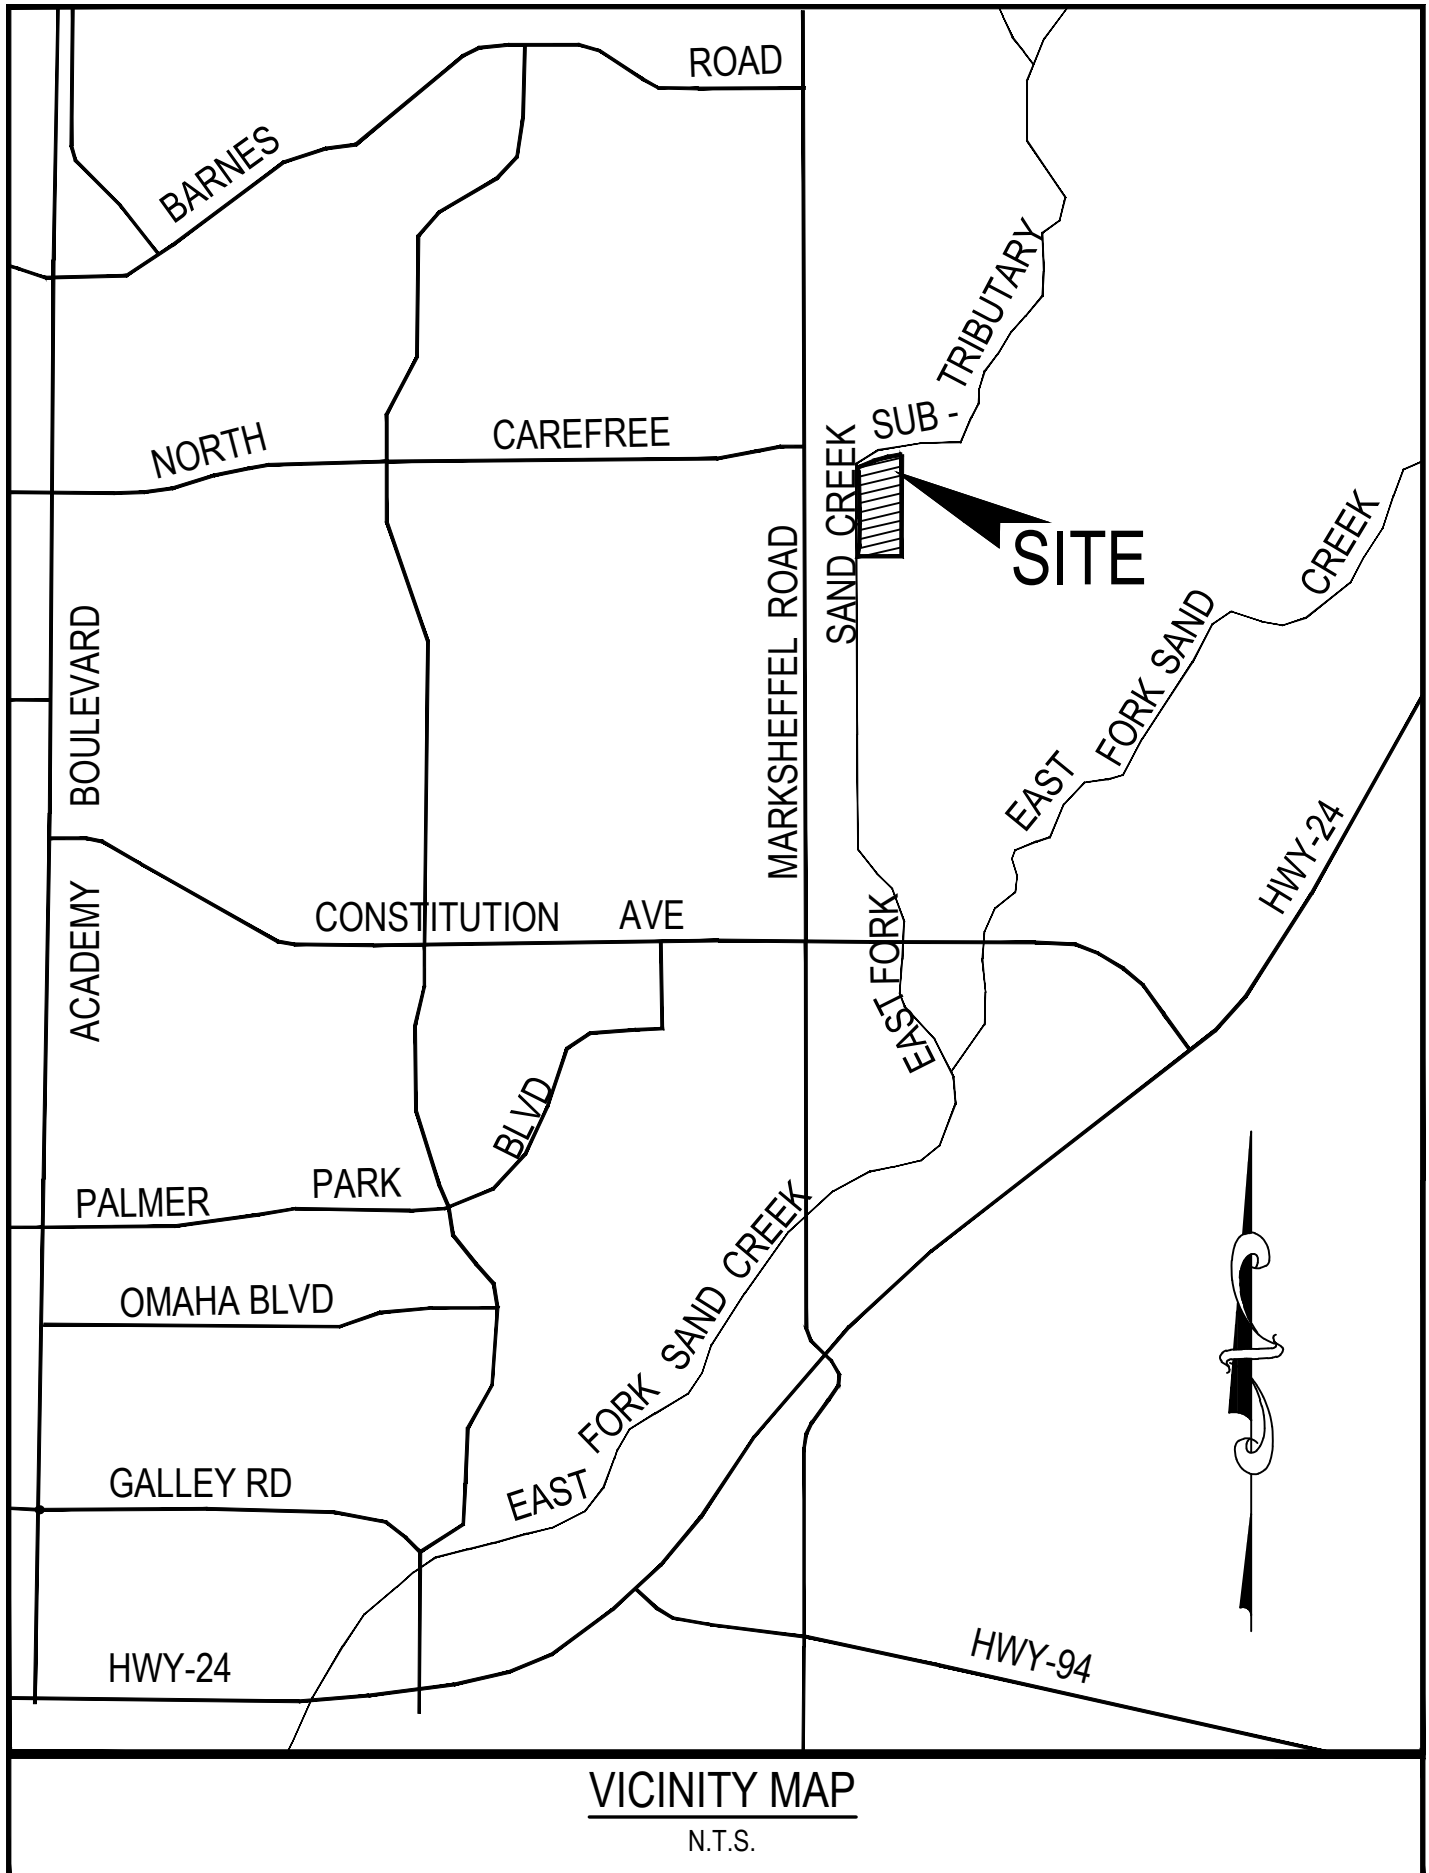 ROAD
BARNES
TRIBUTARY
SUB -
NORTH
CAREFREE
SAND CREEK
SITE
CREEK
MARKSHEFFEL ROAD
BOULEVARD
FORK SAND
EAST
HWY-24
CONSTITUTION AVE
ACADEMY
EAST FORK
BLVD
PALMER
PARK
SAND CREEK
OMAHA BLVD
FORK
EAST
GALLEY RD
HWY-24
HWY-94
VICINITY MAP
N.T.S.